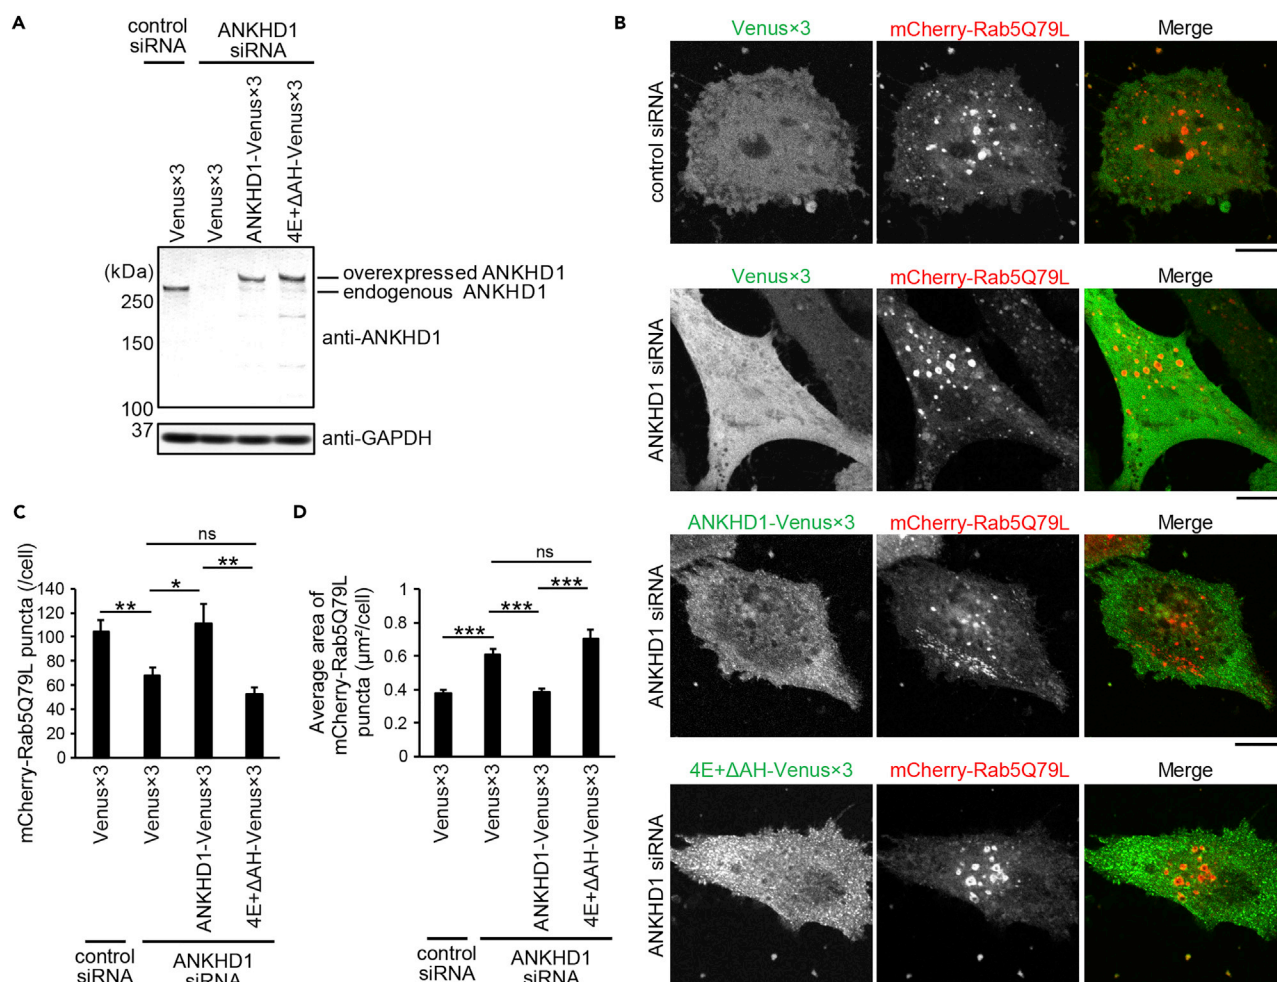 A
control
siRNA
ANKHD1
siRNA
Venus×3
Venus×3
ANKHD1-Venus×3
4E+ΔAH-Venus×3
(kDa)
250
150
100
37
overexpressed ANKHD1
endogenous ANKHD1
anti-ANKHD1
anti-GAPDH
B
Venus×3
mCherry-Rab5Q79L
Merge
control siRNA
Venus×3
mCherry-Rab5Q79L
Merge
ANKHD1 siRNA
ANKHD1-Venus×3
mCherry-Rab5Q79L
Merge
ANKHD1 siRNA
4E+ΔAH-Venus×3
mCherry-Rab5Q79L
Merge
ANKHD1 siRNA
C
mCherry-Rab5Q79L puncta (/cell)
140
120
100
80
60
40
20
0
**
*
**
ns
Venus×3
Venus×3
ANKHD1-Venus×3
4E+ΔAH-Venus×3
control
siRNA
ANKHD1
siRNA
D
Average area of
mCherry-Rab5Q79L
puncta (μm²/cell)
1
0.8
0.6
0.4
0.2
0
***
***
***
ns
Venus×3
Venus×3
ANKHD1-Venus×3
4E+ΔAH-Venus×3
control
siRNA
ANKHD1
siRNA